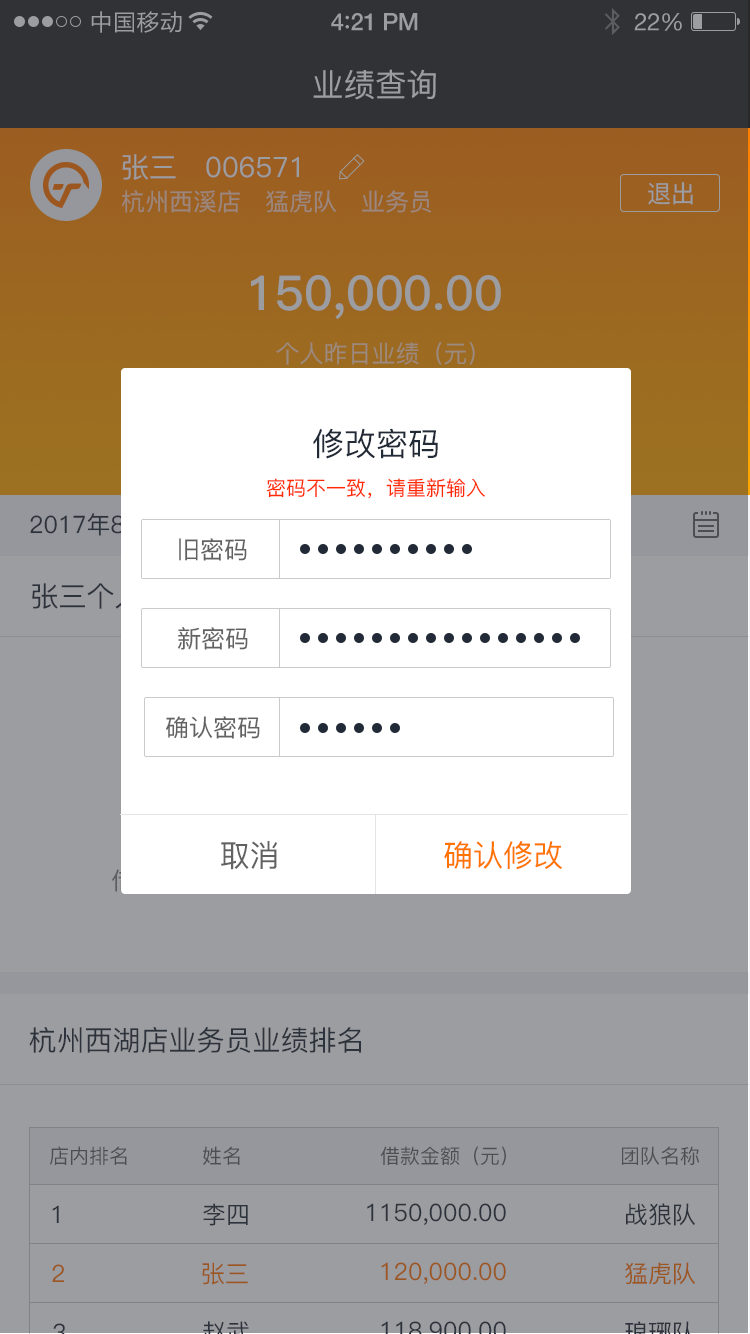 中国移动 4:21 PM 22%
业绩查询
张三 006571
杭州西溪店 猛虎队 业务员
退出
150,000.00
个人昨日业绩（元）
修改密码
密码不一致，请重新输入
2017年8
旧密码
张三个
新密码
确认密码
取消 确认修改
杭州西湖店业务员业绩排名
店内排名 姓名 借款金额（元） 团队名称
1 李四 1150,000.00 战狼队
2 张三 120,000.00 猛虎队
3 赵武 118,900.00 琅琊队